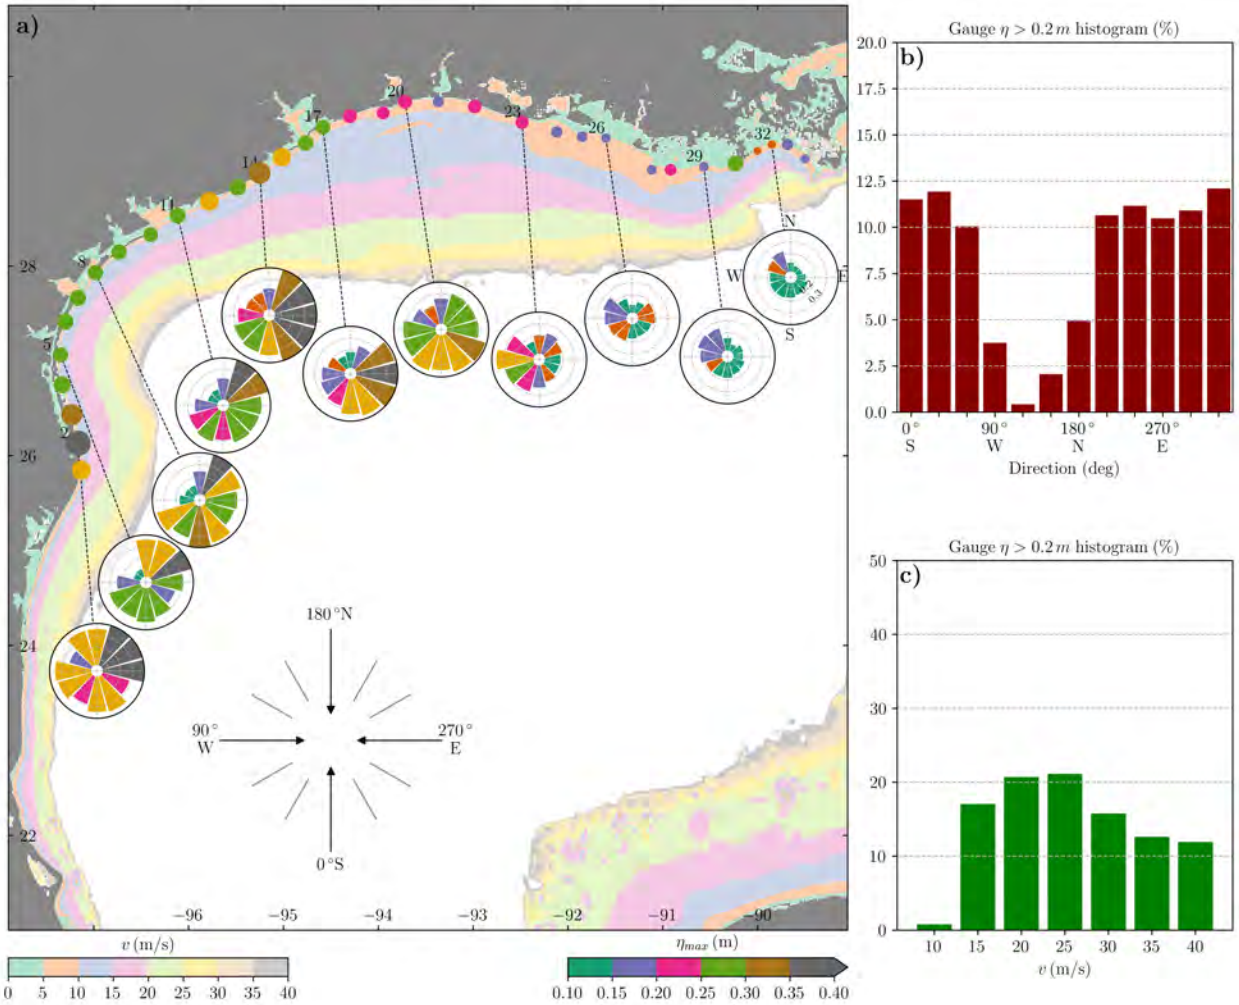 a)
20
17
23
26
32
14
29
11
8
28
N
W
E
0.2
0.3
S
5
2
26
24
180°N
90°
W
270°
E
22
0°S
−96
−95
−94
−93
−92
−91
−90
v (m/s)
0 5 10 15 20 25 30 35 40
η_max (m)
0.10 0.15 0.20 0.25 0.30 0.35 0.40
Gauge η > 0.2 m histogram (%)
b)
20.0
17.5
15.0
12.5
10.0
7.5
5.0
2.5
0.0
0° 90° 180° 270°
S W N E
Direction (deg)
Gauge η > 0.2 m histogram (%)
c)
50
40
30
20
10
0
10 15 20 25 30 35 40
v (m/s)